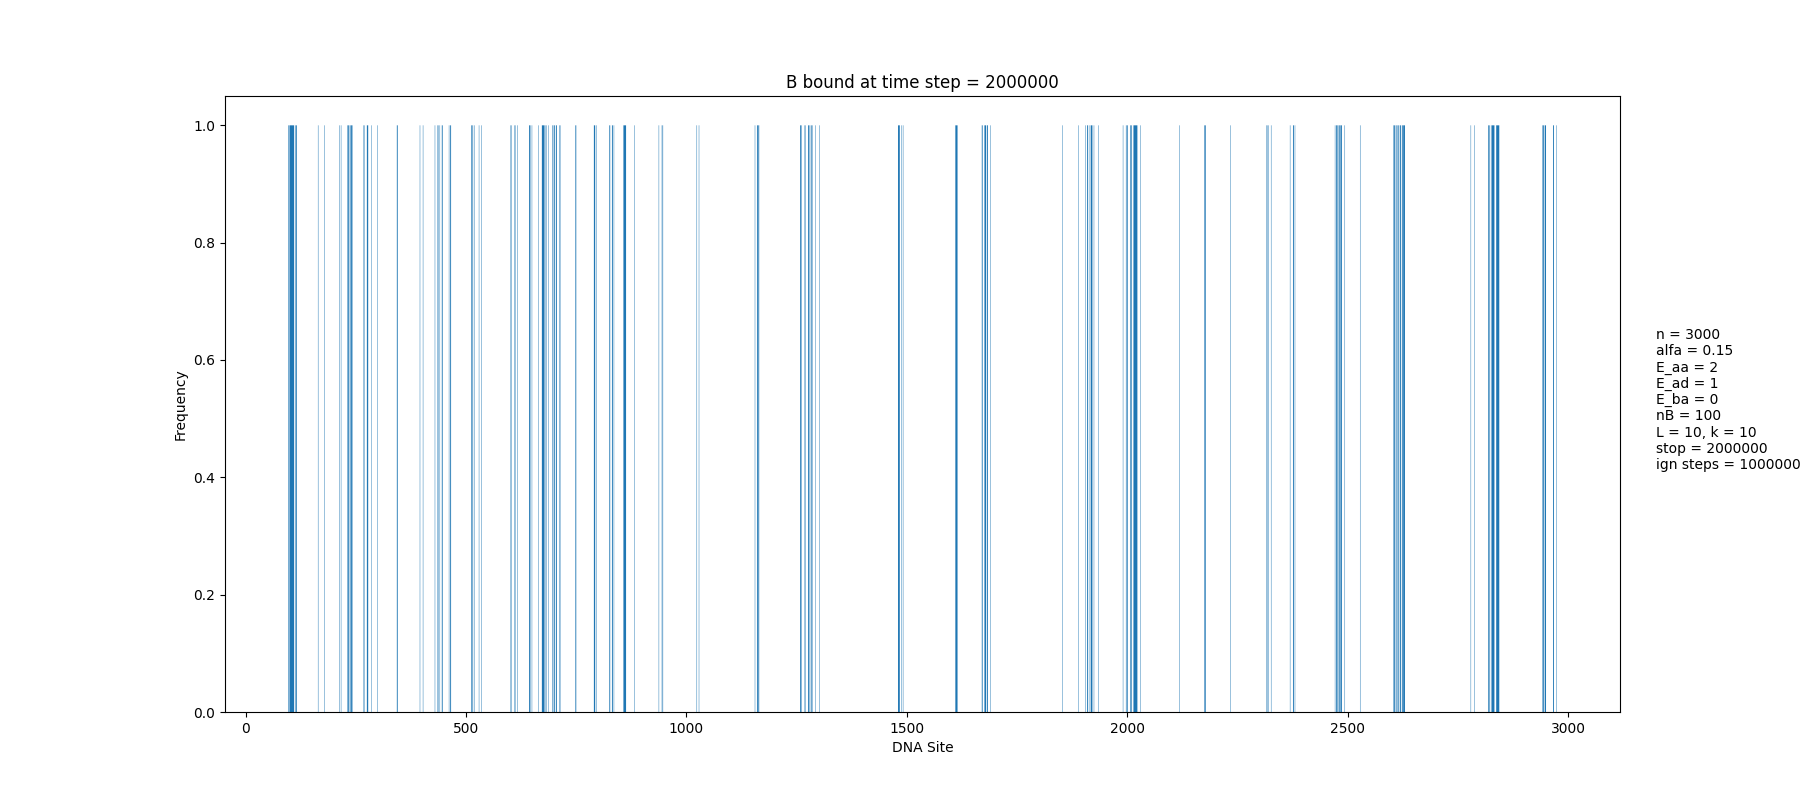 B bound at time step = 2000000
1.0
0.8
0.6
0.4
0.2
0.0
Frequency
0 500 1000 1500 2000 2500 3000
DNA Site
n = 3000
alfa = 0.15
E_aa = 2
E_ad = 1
E_ba = 0
nB = 100
L = 10, k = 10
stop = 2000000
ign steps = 1000000